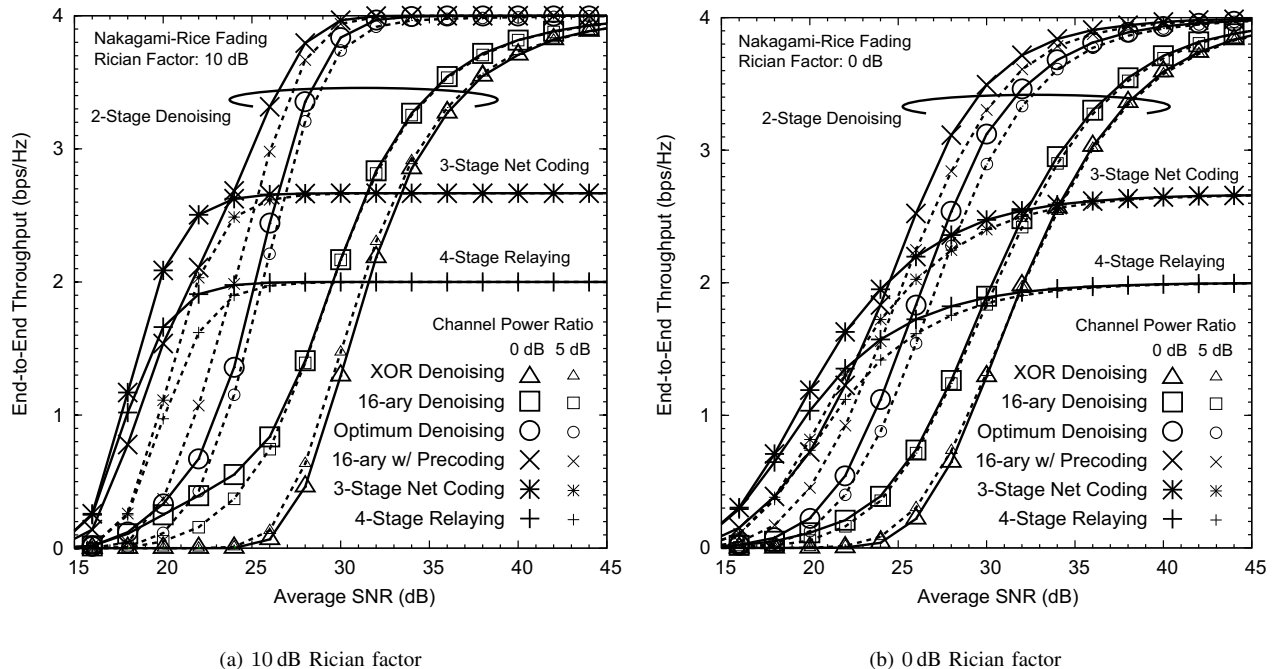 End-to-End Throughput (bps/Hz)
4
3
2
1
0
Nakagami-Rice Fading
Rician Factor: 10 dB
2-Stage Denoising
3-Stage Net Coding
4-Stage Relaying
Channel Power Ratio
0 dB 5 dB
XOR Denoising
16-ary Denoising
Optimum Denoising
16-ary w/ Precoding
3-Stage Net Coding
4-Stage Relaying
15 20 25 30 35 40 45
Average SNR (dB)
(a) 10 dB Rician factor
End-to-End Throughput (bps/Hz)
4
3
2
1
0
Nakagami-Rice Fading
Rician Factor: 0 dB
2-Stage Denoising
3-Stage Net Coding
4-Stage Relaying
Channel Power Ratio
0 dB 5 dB
XOR Denoising
16-ary Denoising
Optimum Denoising
16-ary w/ Precoding
3-Stage Net Coding
4-Stage Relaying
15 20 25 30 35 40 45
Average SNR (dB)
(b) 0 dB Rician factor